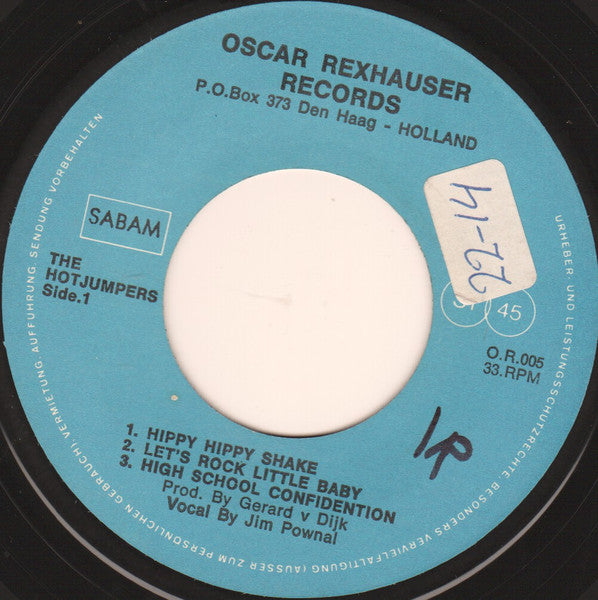 OSCAR REXHAUSER
RECORDS
P.O.Box 373 Den Haag - HOLLAND
SABAM
22-14
THE
HOTJUMPERS
Side.1
45
O.R.005
33.RPM
1. HIPPY HIPPY SHAKE
2. LET'S ROCK LITTLE BABY
3. HIGH SCHOOL CONFIDENTION
Prod. By Gerard v Dijk
Vocal By Jim Pownal
URHEBER- UND LEISTUNGSSCHUTZRECHTE, BESONDERS VERVIELFÄLTIGUNG (AUSSER ZUM PERSÖNLICHEN GEBRAUCH), VERMIETUNG, AUFFÜHRUNG, SENDUNG VORBEHALTEN